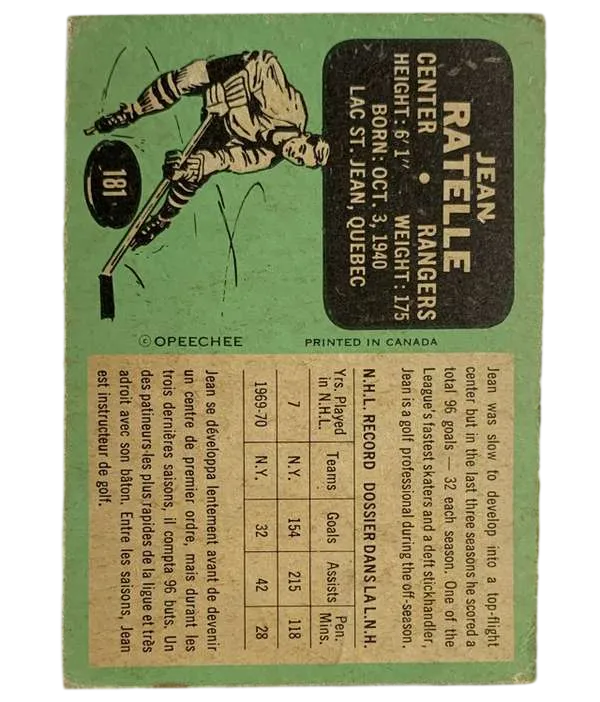 JEAN
RATELLE
CENTER • RANGERS
HEIGHT: 6'1" WEIGHT: 175
BORN: OCT. 3, 1940
LAC ST. JEAN, QUEBEC
181
© OPEECHEE PRINTED IN CANADA
Jean was slow to develop into a top-flight
center but in the last three seasons he scored a
total 96 goals — 32 each season. One of the
League's fastest skaters and a deft stickhandler,
Jean is a golf professional during the off-season.
N.H.L. RECORD DOSSIER DANS LA L.N.H.
Yrs. Played in N.H.L. Teams Goals Assists Pen. Mins.
7 N.Y. 154 215 118
1969-70 N.Y. 32 42 28
Jean se développa lentement avant de devenir
un centre de premier ordre, mais durant les
trois dernières saisons, il compta 96 buts. Un
des patineurs les plus rapides de la ligue et très
adroit avec son bâton. Entre les saisons, Jean
est instructeur de golf.